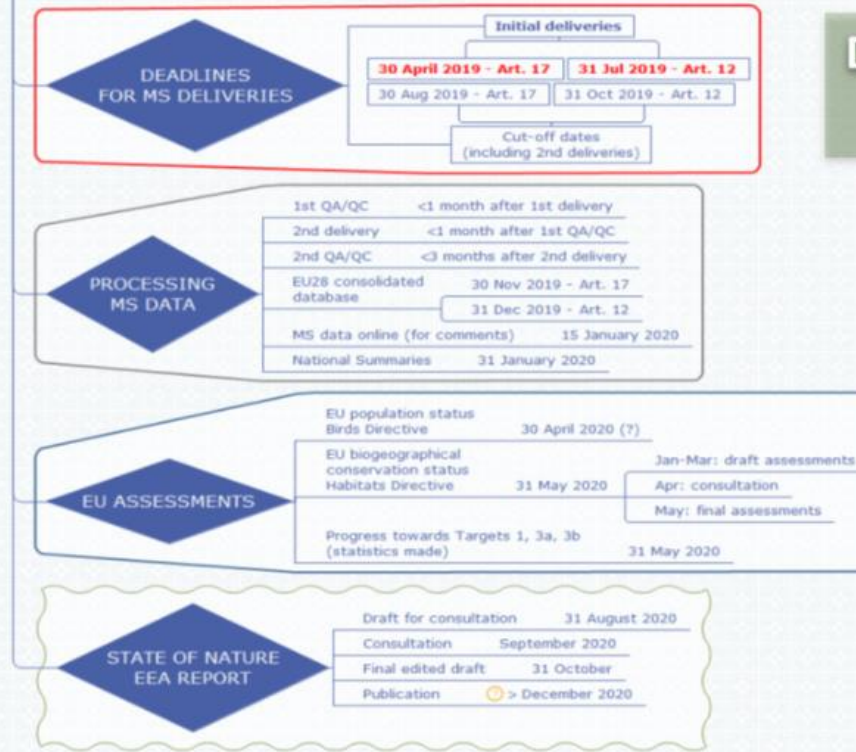 DEADLINES
FOR MS DELIVERIES
Initial deliveries
30 April 2019 - Art. 17
31 Jul 2019 - Art. 12
30 Aug 2019 - Art. 17
31 Oct 2019 - Art. 12
Cut-off dates
(including 2nd deliveries)
PROCESSING
MS DATA
1st QA/QC <1 month after 1st delivery
2nd delivery <1 month after 1st QA/QC
2nd QA/QC <3 months after 2nd delivery
EU28 consolidated
database
30 Nov 2019 - Art. 17
31 Dec 2019 - Art. 12
MS data online (for comments) 15 January 2020
National Summaries 31 January 2020
EU ASSESSMENTS
EU population status
Birds Directive 30 April 2020 (?)
EU biogeographical
conservation status
Habitats Directive 31 May 2020
Jan-Mar: draft assessments
Apr: consultation
May: final assessments
Progress towards Targets 1, 3a, 3b
(statistics made) 31 May 2020
STATE OF NATURE
EEA REPORT
Draft for consultation 31 August 2020
Consultation September 2020
Final edited draft 31 October
Publication > December 2020